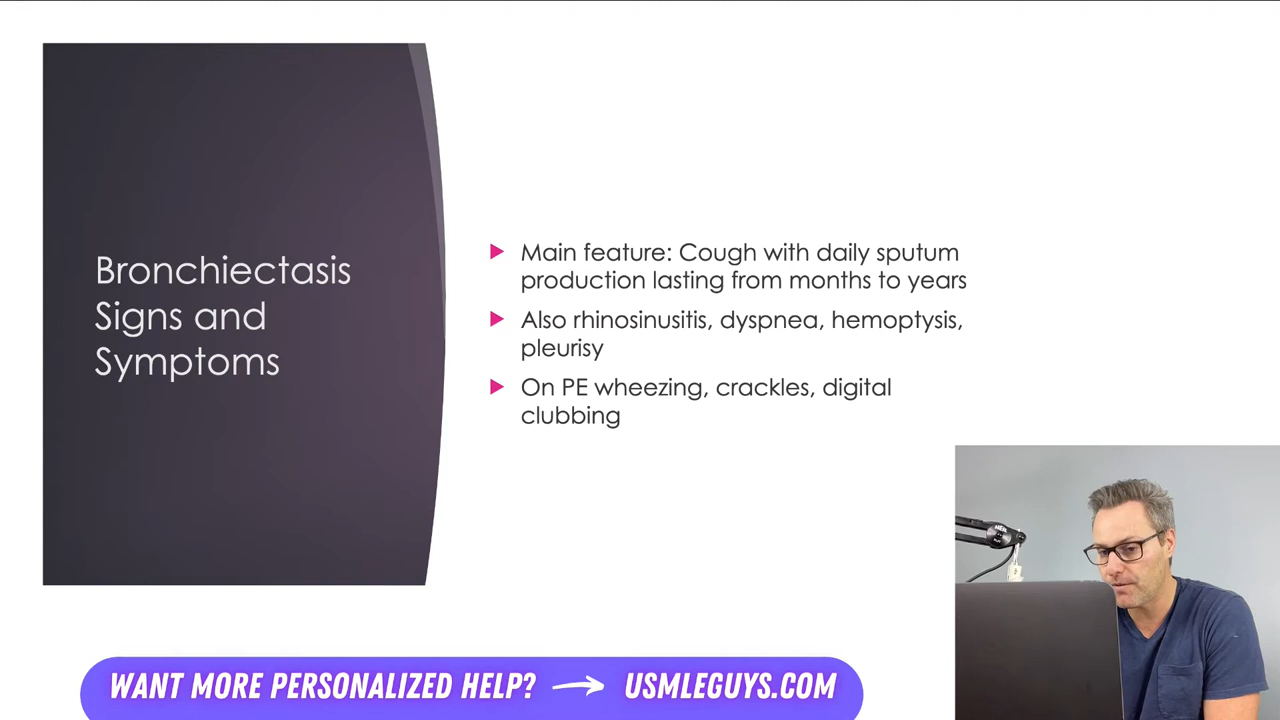 Bronchiectasis
Signs and
Symptoms
Main feature: Cough with daily sputum
production lasting from months to years
Also rhinosinusitis, dyspnea, hemoptysis,
pleurisy
On PE wheezing, crackles, digital
clubbing
WANT MORE PERSONALIZED HELP? → USMLEGUYS.COM